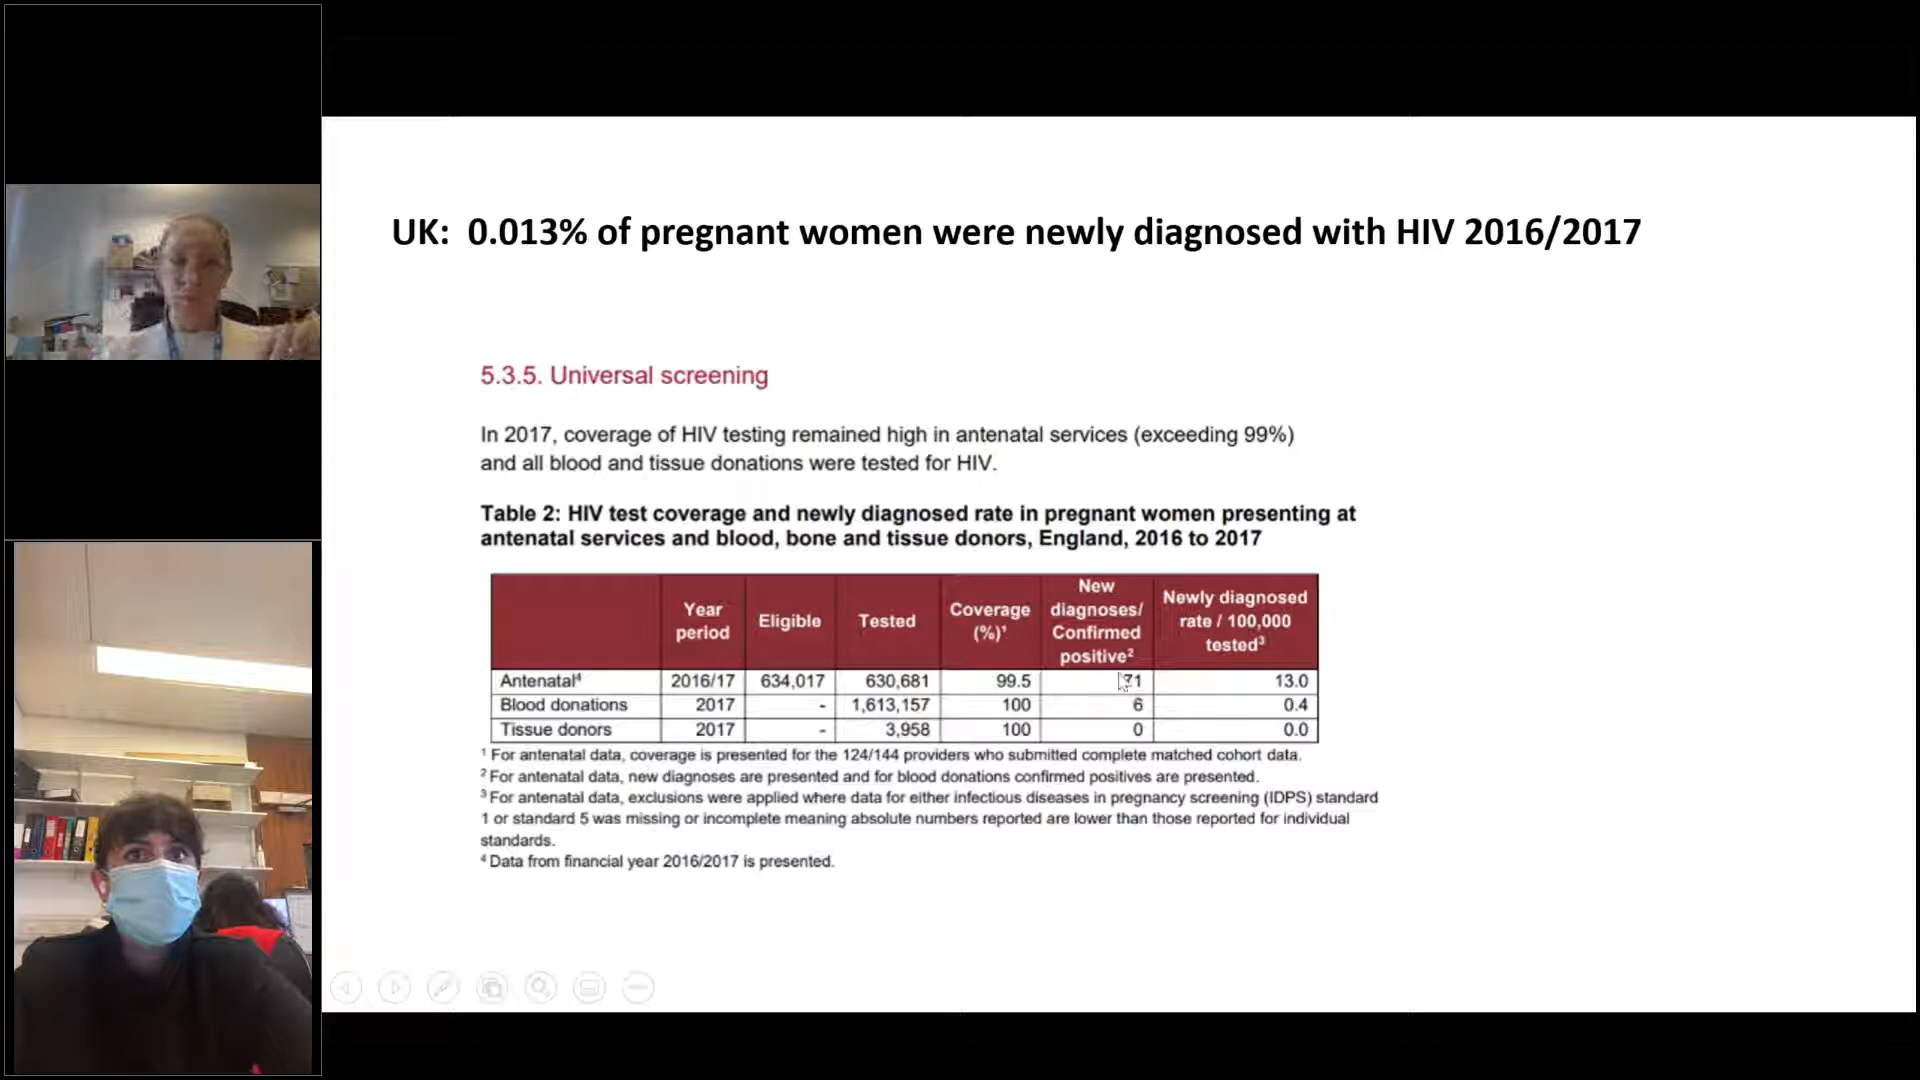 UK: 0.013% of pregnant women were newly diagnosed with HIV 2016/2017
5.3.5. Universal screening
In 2017, coverage of HIV testing remained high in antenatal services (exceeding 99%)
and all blood and tissue donations were tested for HIV.
Table 2: HIV test coverage and newly diagnosed rate in pregnant women presenting at
antenatal services and blood, bone and tissue donors, England, 2016 to 2017
Year period Eligible Tested Coverage (%)¹ New diagnoses/ Confirmed positive² Newly diagnosed rate / 100,000 tested³
Antenatal⁴ 2016/17 634,017 630,681 99.5 71 13.0
Blood donations 2017 - 1,613,157 100 6 0.4
Tissue donors 2017 - 3,958 100 0 0.0
¹ For antenatal data, coverage is presented for the 124/144 providers who submitted complete matched cohort data.
² For antenatal data, new diagnoses are presented and for blood donations confirmed positives are presented.
³ For antenatal data, exclusions were applied where data for either infectious diseases in pregnancy screening (IDPS) standard
1 or standard 5 was missing or incomplete meaning absolute numbers reported are lower than those reported for individual
standards.
⁴ Data from financial year 2016/2017 is presented.